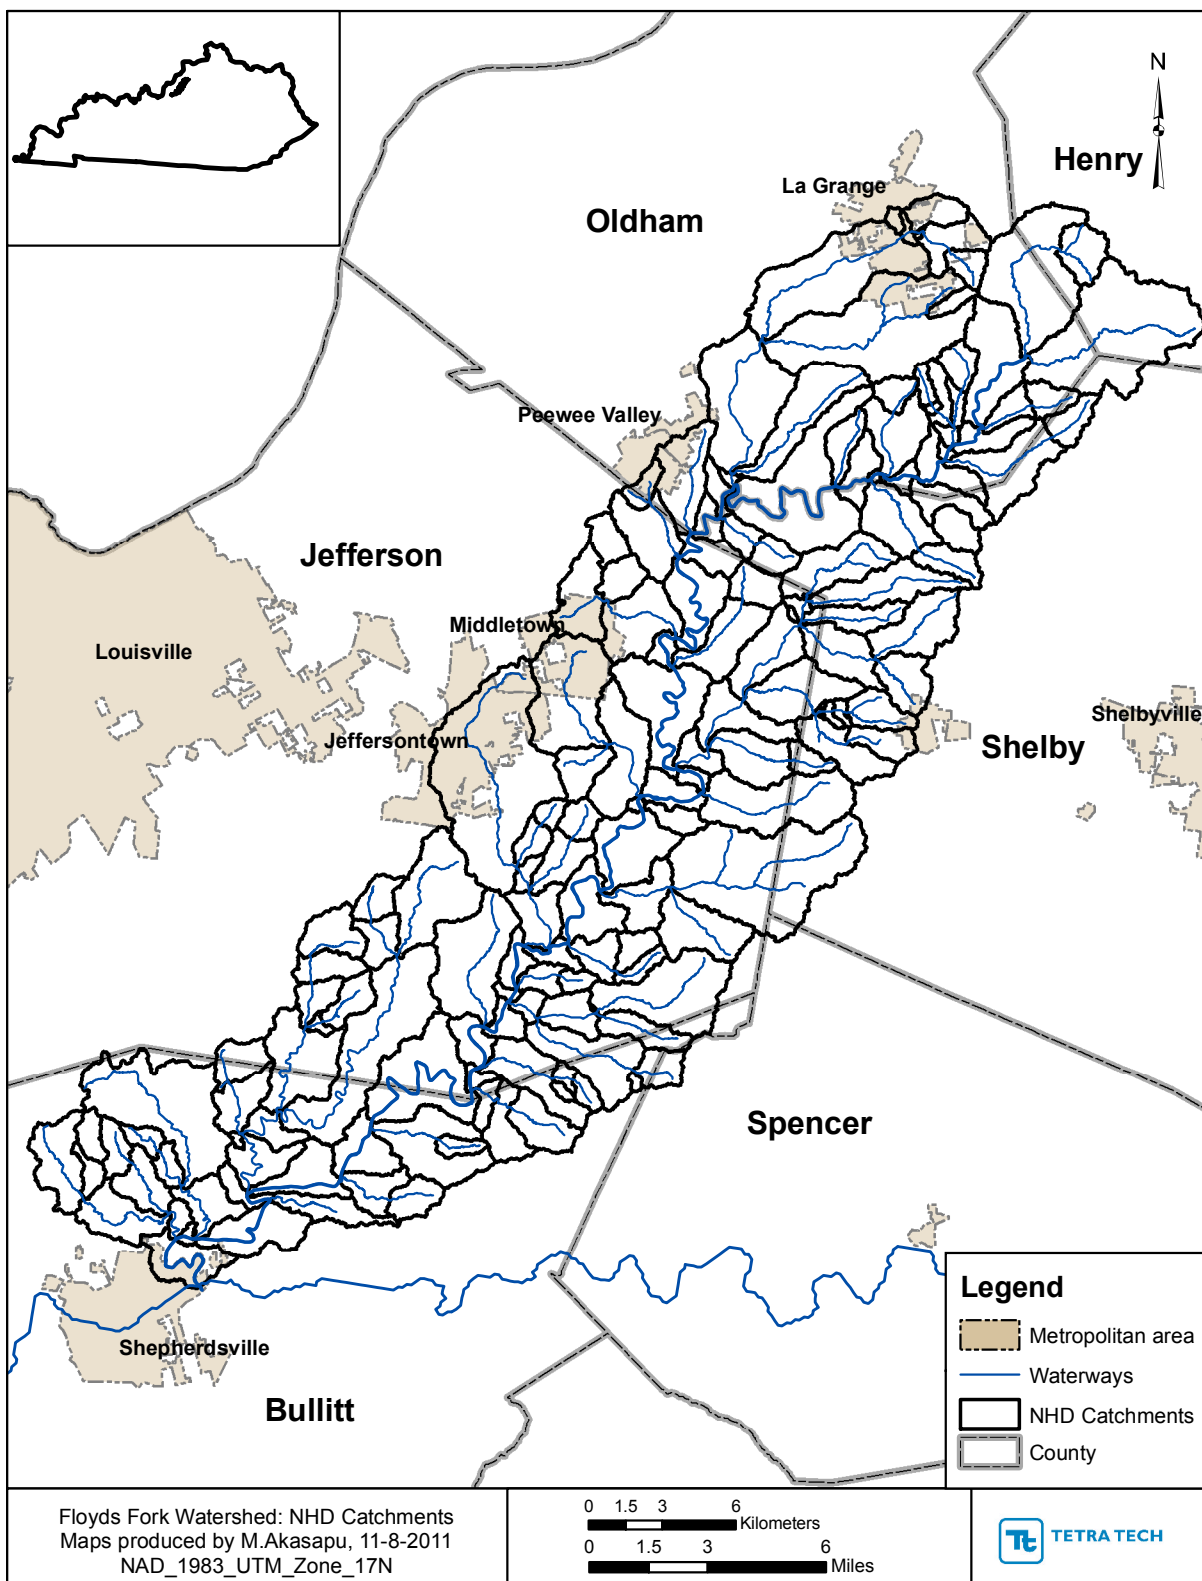 N
Henry
La Grange
Oldham
Peewee Valley
Jefferson
Middletown
Louisville
Shelbyville
Jeffersontown
Shelby
Spencer
Shepherdsville
Bullitt
Legend
Metropolitan area
Waterways
NHD Catchments
County
Floyds Fork Watershed: NHD Catchments
Maps produced by M.Akasapu, 11-8-2011
NAD_1983_UTM_Zone_17N
0 1.5 3 6
Kilometers
0 1.5 3 6
Miles
Tt TETRA TECH